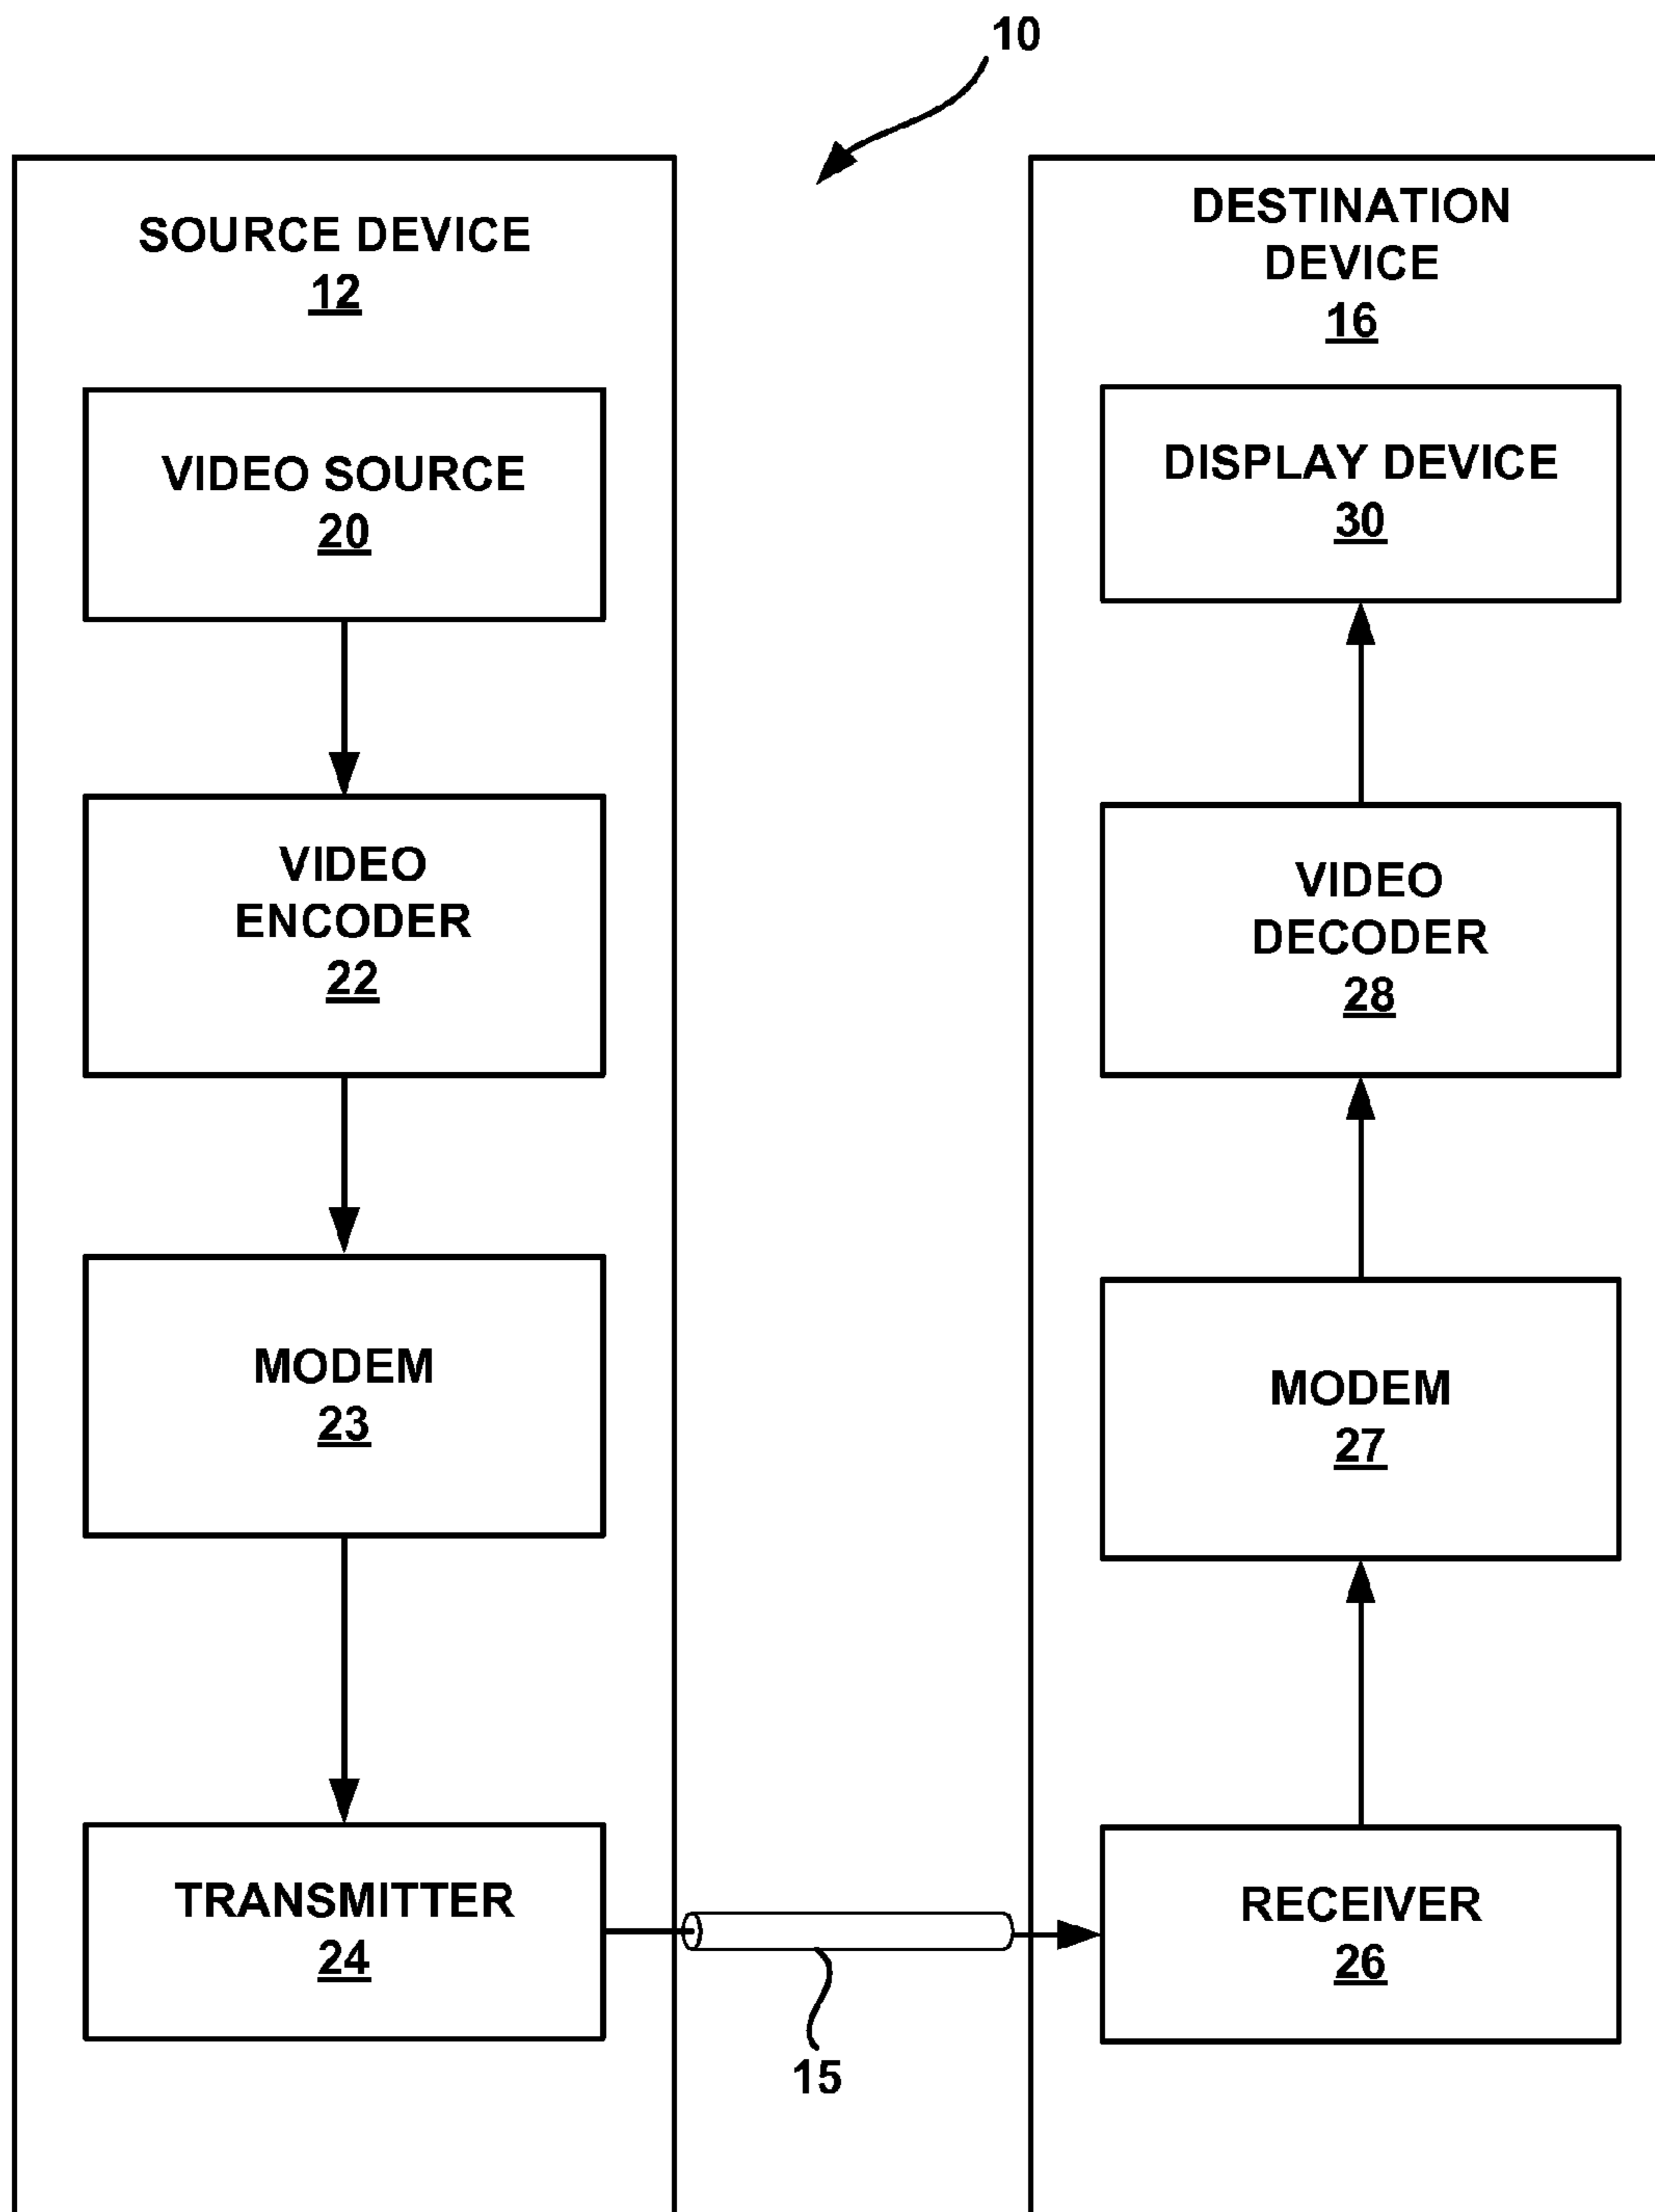 10
SOURCE DEVICE
12
VIDEO SOURCE
20
VIDEO
ENCODER
22
MODEM
23
TRANSMITTER
24
15
DESTINATION
DEVICE
16
DISPLAY DEVICE
30
VIDEO
DECODER
28
MODEM
27
RECEIVER
26